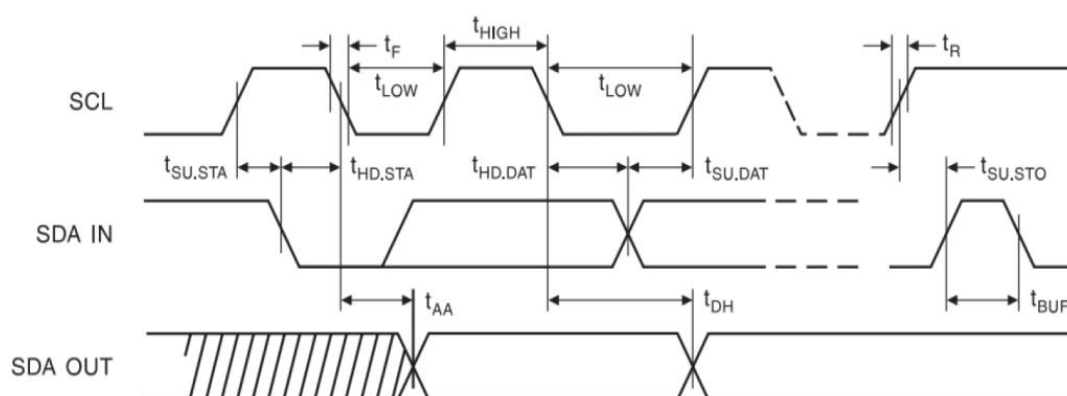 tF tHIGH tR
SCL tLOW tLOW
tSU.STA tHD.STA tHD.DAT tSU.DAT tSU.STO
SDA IN
tAA tDH tBUF
SDA OUT